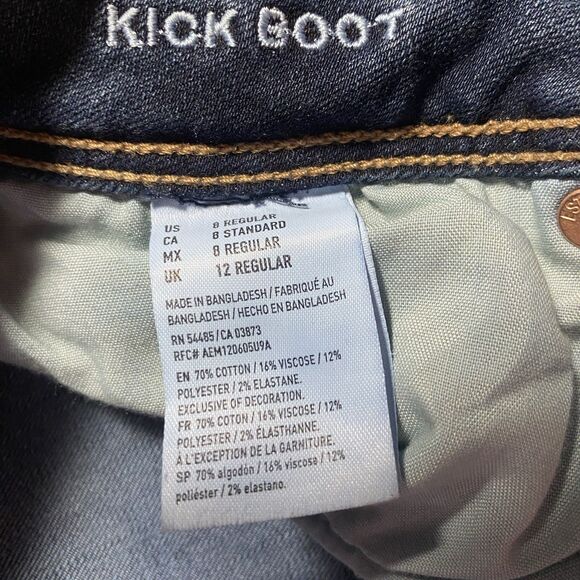 KICK BOOT
US 8 REGULAR
CA 8 STANDARD
MX 8 REGULAR
UK 12 REGULAR
MADE IN BANGLADESH / FABRIQUÉ AU
BANGLADESH / HECHO EN BANGLADESH
RN 54485 / CA 03873
RFC# AEM120605U9A
EN 70% COTTON / 16% VISCOSE / 12%
POLYESTER / 2% ELASTANE.
EXCLUSIVE OF DECORATION.
FR 70% COTON / 16% VISCOSE / 12%
POLYESTER / 2% ÉLASTHANNE.
À L'EXCEPTION DE LA GARNITURE.
SP 70% algodón / 16% viscosa / 12%
poliéster / 2% elastano.